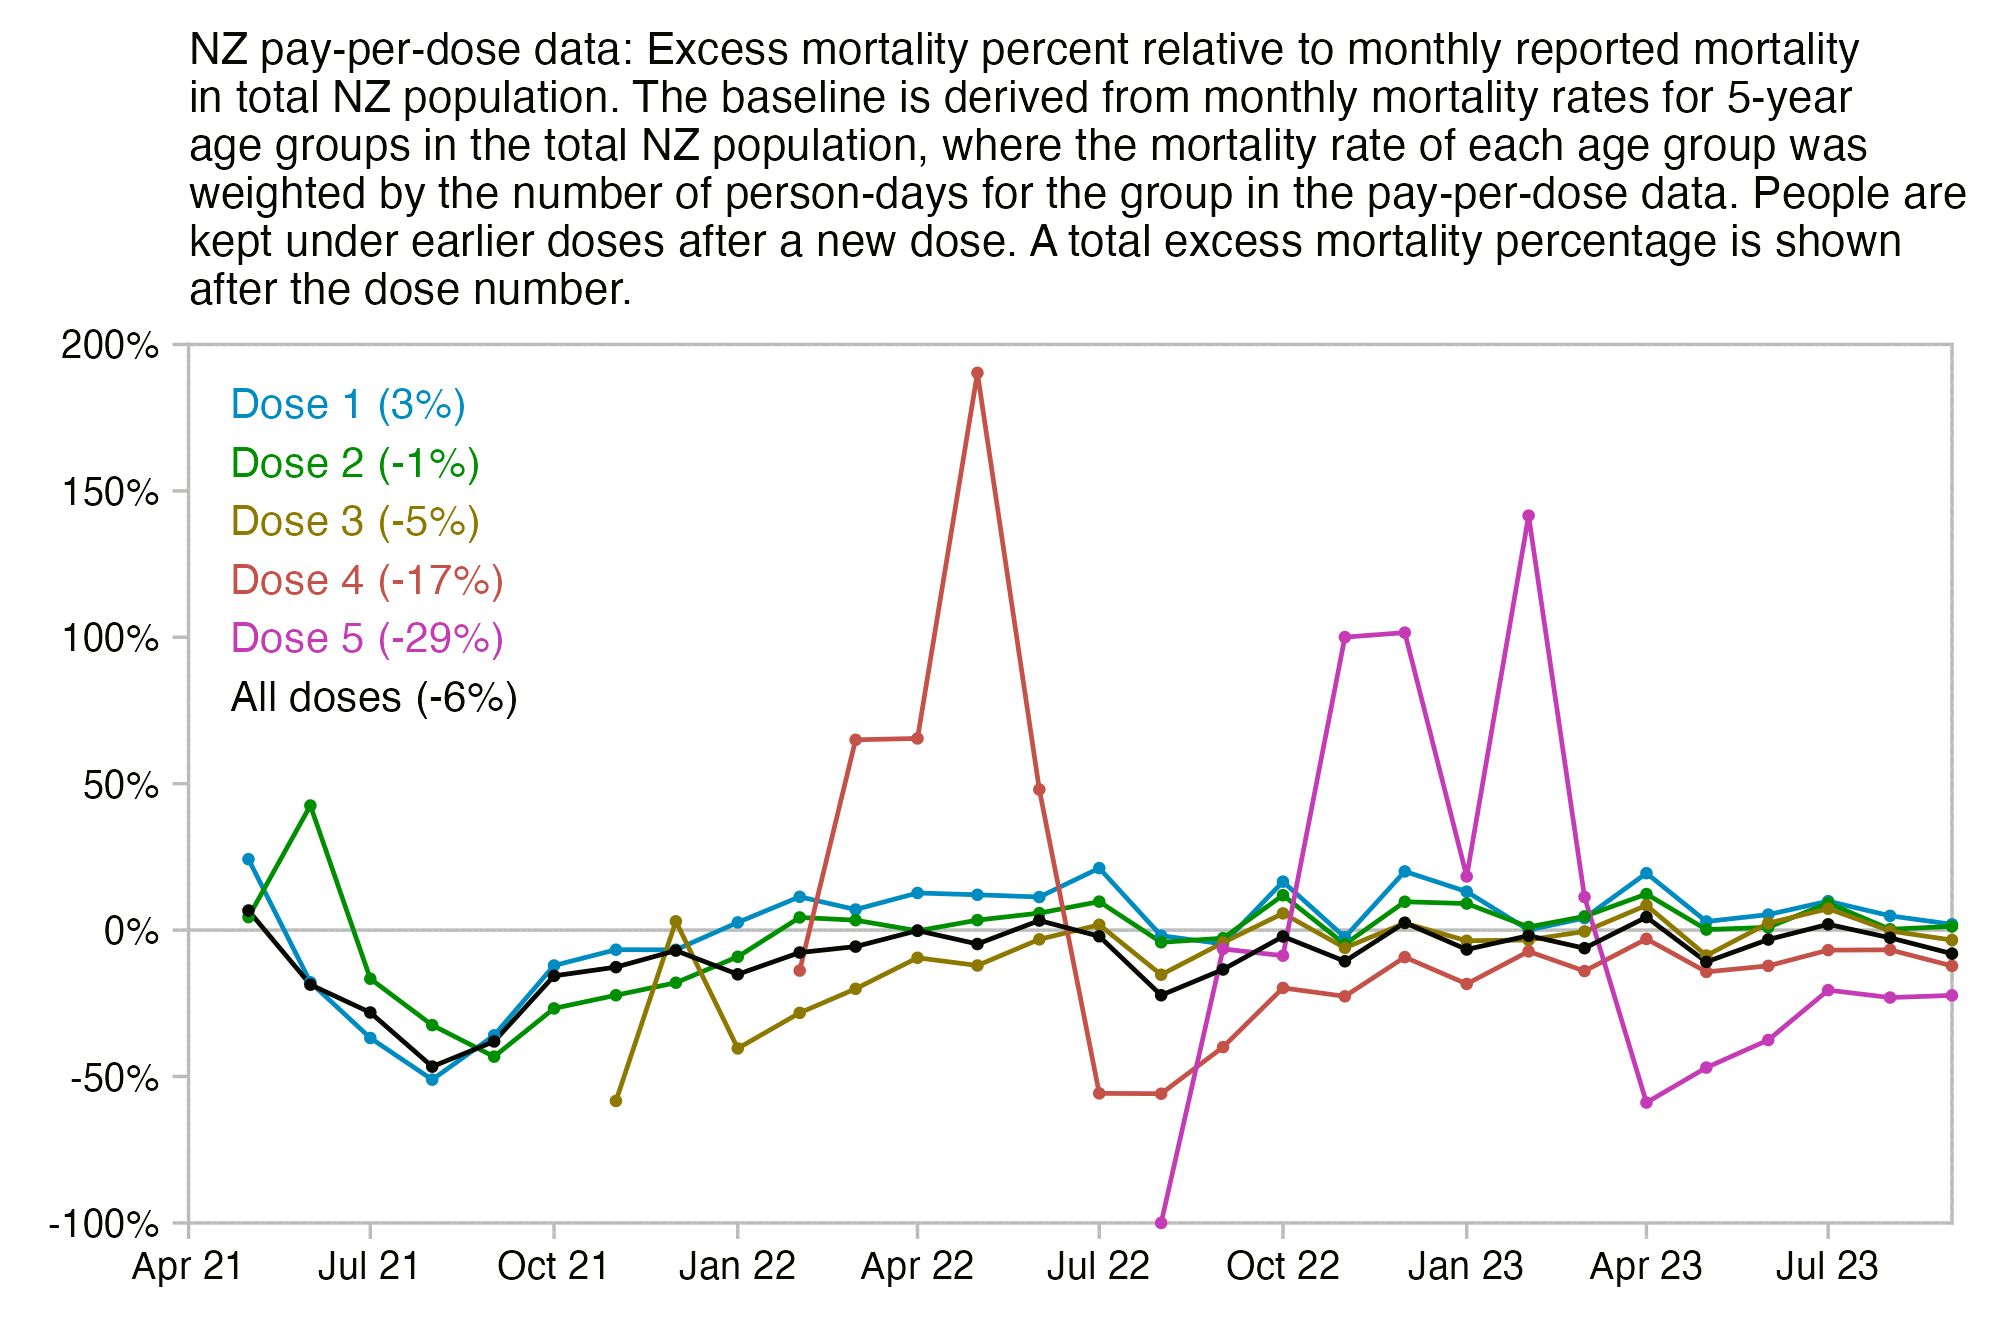 NZ pay-per-dose data: Excess mortality percent relative to monthly reported mortality
in total NZ population. The baseline is derived from monthly mortality rates for 5-year
age groups in the total NZ population, where the mortality rate of each age group was
weighted by the number of person-days for the group in the pay-per-dose data. People are
kept under earlier doses after a new dose. A total excess mortality percentage is shown
after the dose number.
200%
150%
100%
50%
0%
-50%
-100%
Dose 1 (3%)
Dose 2 (-1%)
Dose 3 (-5%)
Dose 4 (-17%)
Dose 5 (-29%)
All doses (-6%)
Apr 21 Jul 21 Oct 21 Jan 22 Apr 22 Jul 22 Oct 22 Jan 23 Apr 23 Jul 23